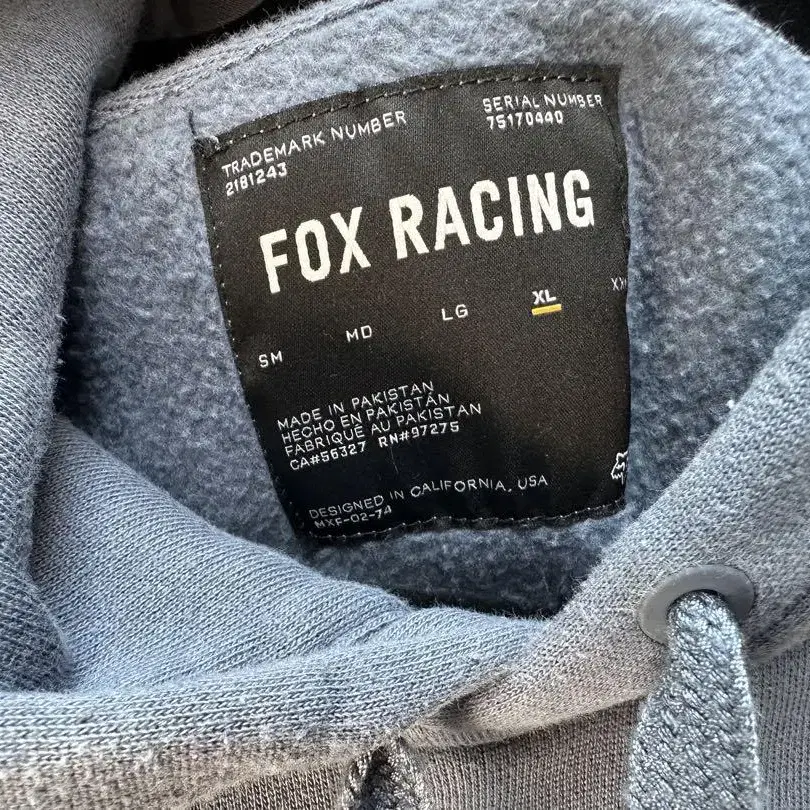 TRADEMARK NUMBER
2181243
SERIAL NUMBER
75170440
FOX RACING
SM MD LG XL
MADE IN PAKISTAN
HECHO EN PAKISTÁN
FABRIQUÉ AU PAKISTAN
CA#56327 RN#97275
DESIGNED IN CALIFORNIA, USA
MXF-02-74